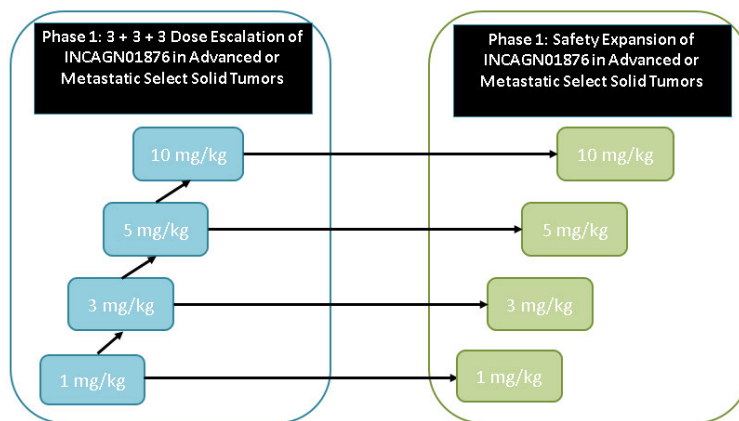 Phase 1: 3 + 3 + 3 Dose Escalation of
INCAGN01876 in Advanced or
Metastatic Select Solid Tumors
10 mg/kg
5 mg/kg
3 mg/kg
1 mg/kg
Phase 1: Safety Expansion of
INCAGN01876 in Advanced or
Metastatic Select Solid Tumors
10 mg/kg
5 mg/kg
3 mg/kg
1 mg/kg